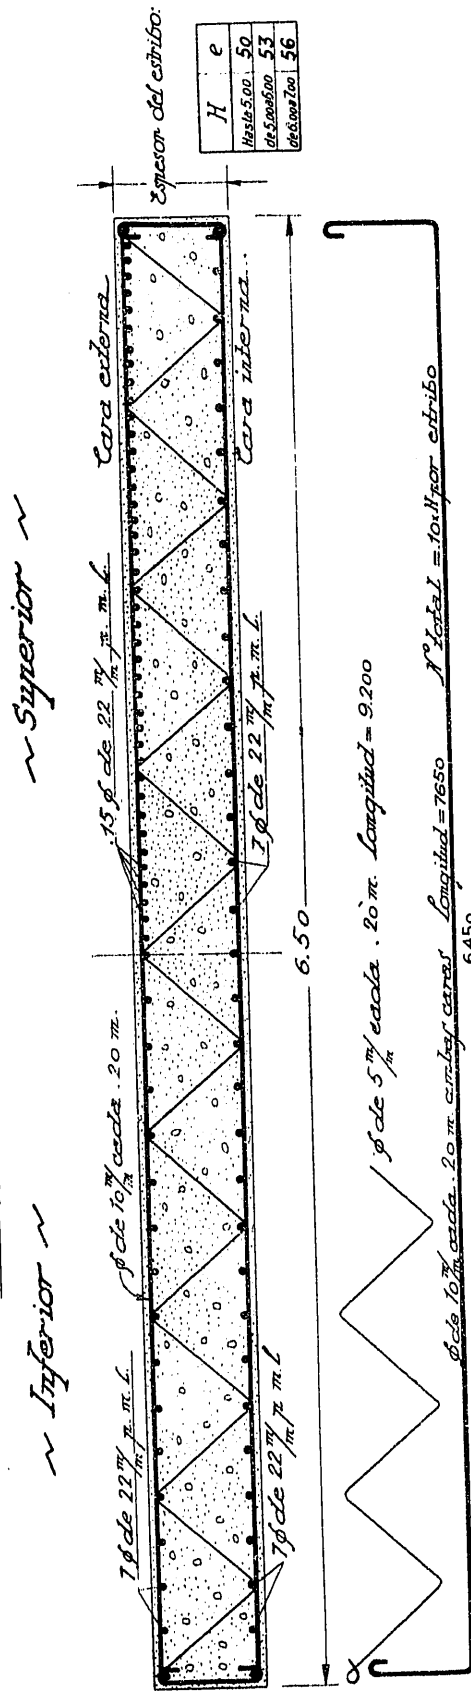 ~ Inferior ~
~ Superior ~
7 ϕ de 22 m/m p. m. l.
ϕ de 10 m/m cada .20 m.
15 ϕ de 22 m/m p. m. l.
Cara externa
Espesor del estribo:
7 ϕ de 22 m/m p. m. l
7 ϕ de 22 m/m p. m. l.
Cara interna
H e
Hasta 5.00 50
de 5.00 a 6.00 53
de 6.00 a 7.00 56
6.50
ϕ de 5 m/m cada .20 m. Longitud = 9.200
ϕ de 10 m/m cada .20 m ambas caras Longitud = 7650
Nº total = 10×H por estribo
6.450